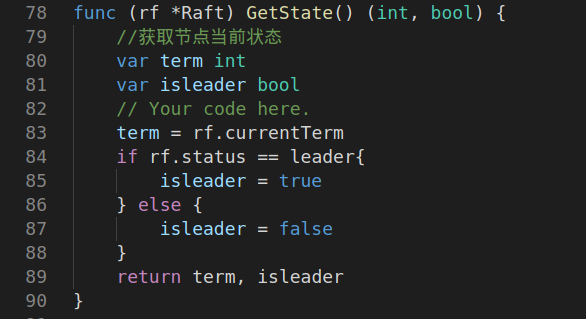 78 func (rf *Raft) GetState() (int, bool) {
79     //获取节点当前状态
80     var term int
81     var isleader bool
82     // Your code here.
83     term = rf.currentTerm
84     if rf.status == leader{
85         isleader = true
86     } else {
87         isleader = false
88     }
89     return term, isleader
90 }